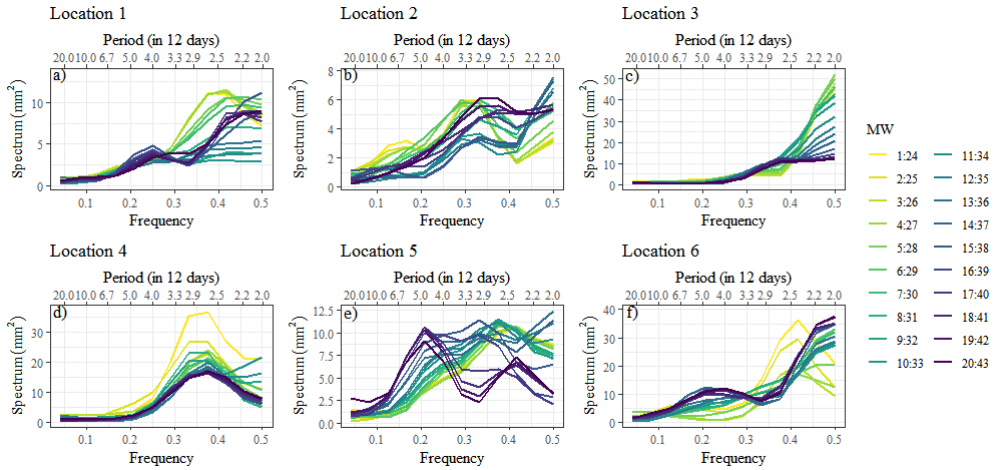 Location 1
Location 2
Location 3
Period (in 12 days)
Period (in 12 days)
Period (in 12 days)
20.0 10.0 6.7 5.0 4.0 3.3 2.9 2.5 2.2 2.0
20.0 10.0 6.7 5.0 4.0 3.3 2.9 2.5 2.2 2.0
20.0 10.0 6.7 5.0 4.0 3.3 2.9 2.5 2.2 2.0
a)
b)
c)
Spectrum (mm²)
10
5
0
Spectrum (mm²)
8
6
4
2
0
Spectrum (mm²)
50
40
30
20
10
0
0.1 0.2 0.3 0.4 0.5
0.1 0.2 0.3 0.4 0.5
0.1 0.2 0.3 0.4 0.5
Frequency
Frequency
Frequency
Location 4
Location 5
Location 6
Period (in 12 days)
Period (in 12 days)
Period (in 12 days)
20.0 10.0 6.7 5.0 4.0 3.3 2.9 2.5 2.2 2.0
20.0 10.0 6.7 5.0 4.0 3.3 2.9 2.5 2.2 2.0
20.0 10.0 6.7 5.0 4.0 3.3 2.9 2.5 2.2 2.0
d)
e)
f)
Spectrum (mm²)
30
20
10
0
Spectrum (mm²)
12.5
10.0
7.5
5.0
2.5
0.0
Spectrum (mm²)
40
30
20
10
0
0.1 0.2 0.3 0.4 0.5
0.1 0.2 0.3 0.4 0.5
0.1 0.2 0.3 0.4 0.5
Frequency
Frequency
Frequency
MW
1:24
2:25
3:26
4:27
5:28
6:29
7:30
8:31
9:32
10:33
11:34
12:35
13:36
14:37
15:38
16:39
17:40
18:41
19:42
20:43